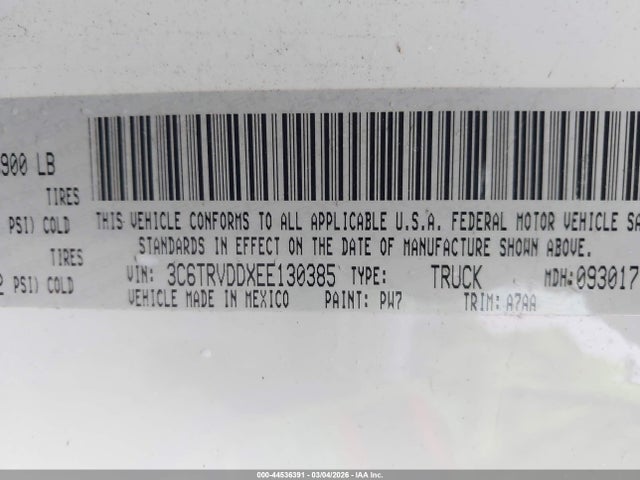 900 LB
TIRES
PSI) COLD
TIRES
PSI) COLD
THIS VEHICLE CONFORMS TO ALL APPLICABLE U.S.A. FEDERAL MOTOR VEHICLE SA
STANDARDS IN EFFECT ON THE DATE OF MANUFACTURE SHOWN ABOVE.
VIN: 3C6TRVDDXEE130385 TYPE: TRUCK MDH: 093017
VEHICLE MADE IN MEXICO PAINT: PW7 TRIM: A7AA
000-44536391 - 03/04/2026 - IAA Inc.